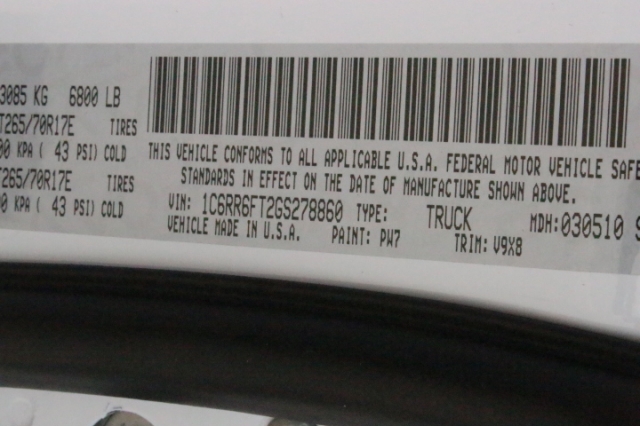 3085 KG 6800 LB
T265/70R17E TIRES
00 KPA ( 43 PSI) COLD
T265/70R17E TIRES
0 KPA ( 43 PSI) COLD
THIS VEHICLE CONFORMS TO ALL APPLICABLE U.S.A. FEDERAL MOTOR VEHICLE SAFE
STANDARDS IN EFFECT ON THE DATE OF MANUFACTURE SHOWN ABOVE.
VIN: 1C6RR6FT2GS278860 TYPE: TRUCK MDH: 030510 S
VEHICLE MADE IN U.S.A. PAINT: PW7 TRIM: V9X8